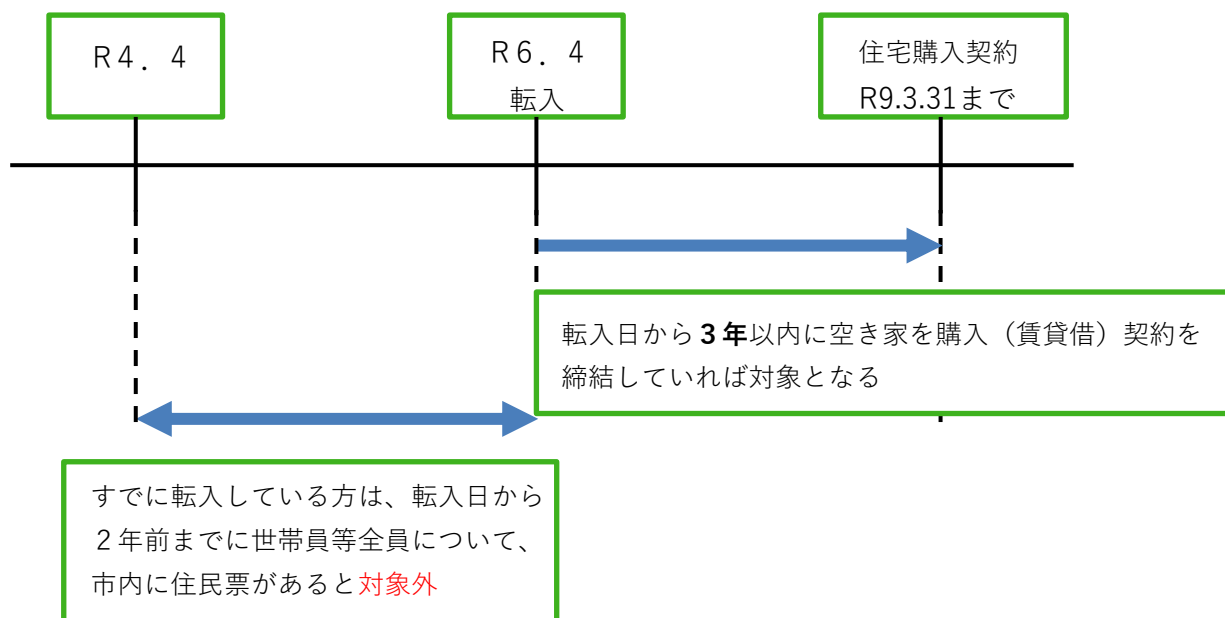 R4．4
R6．4
転入
住宅購入契約
R9.3.31まで
転入日から３年以内に空き家を購入（賃貸借）契約を
締結していれば対象となる
すでに転入している方は、転入日から
２年前までに世帯員等全員について、
市内に住民票があると対象外